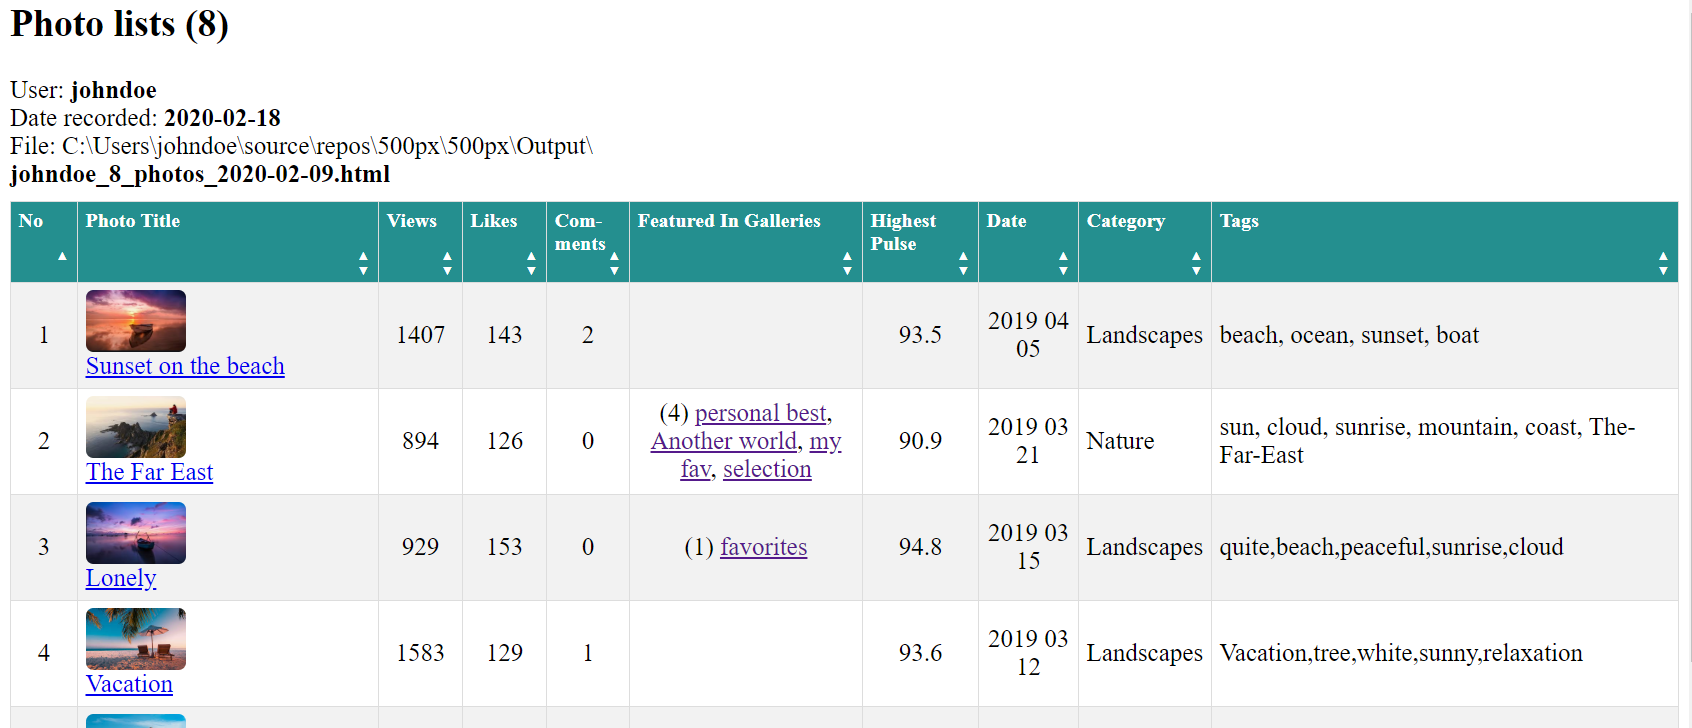 Photo lists (8)
User: johndoe
Date recorded: 2020-02-18
File: C:\Users\johndoe\source\repos\500px\500px\Output\
johndoe_8_photos_2020-02-09.html
No Photo Title Views Likes Com- Featured In Galleries Highest Date Category Tags
ments Pulse
1 1407 143 2 93.5 2019 04 Landscapes beach, ocean, sunset, boat
05
Sunset on the beach
(4) personal best,
2 894 126 0 Another world, my 90.9 2019 03 Nature sun, cloud, sunrise, mountain, coast, The-
fav, selection 21 Far-East
The Far East
3 929 153 0 (1) favorites 94.8 2019 03 Landscapes quite,beach,peaceful,sunrise,cloud
15
Lonely
4 1583 129 1 93.6 2019 03 Landscapes Vacation,tree,white,sunny,relaxation
12
Vacation